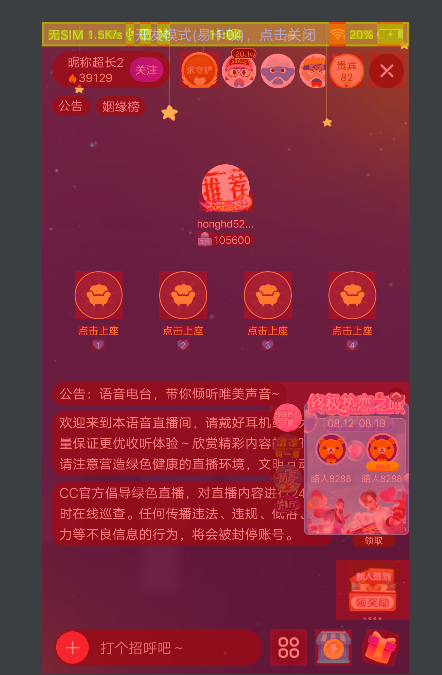 无SIM 1.5K/s 开发模式(易耗电)，点击关闭 20%
昵称超长2
39129
关注
求守护
20.1w
贵宾
82
公告
姻缘榜
推荐
honghd52...
105600
点击上座
点击上座
点击上座
点击上座
1
2
3
4
公告：语音电台，带你倾听唯美声音~
欢迎来到本语音直播间，请戴好耳机
量保证更优收听体验~欣赏精彩内容
请注意营造绿色健康的直播环境，文明
CC官方倡导绿色直播，对直播内容进行24
时在线巡查。任何传播违法、违规、低俗、
力等不良信息的行为，将会被封停账号。
终极热恋之眼
08.12-08.19
路人8288
路人8288
领取
新人签到
领奖励
打个招呼吧~